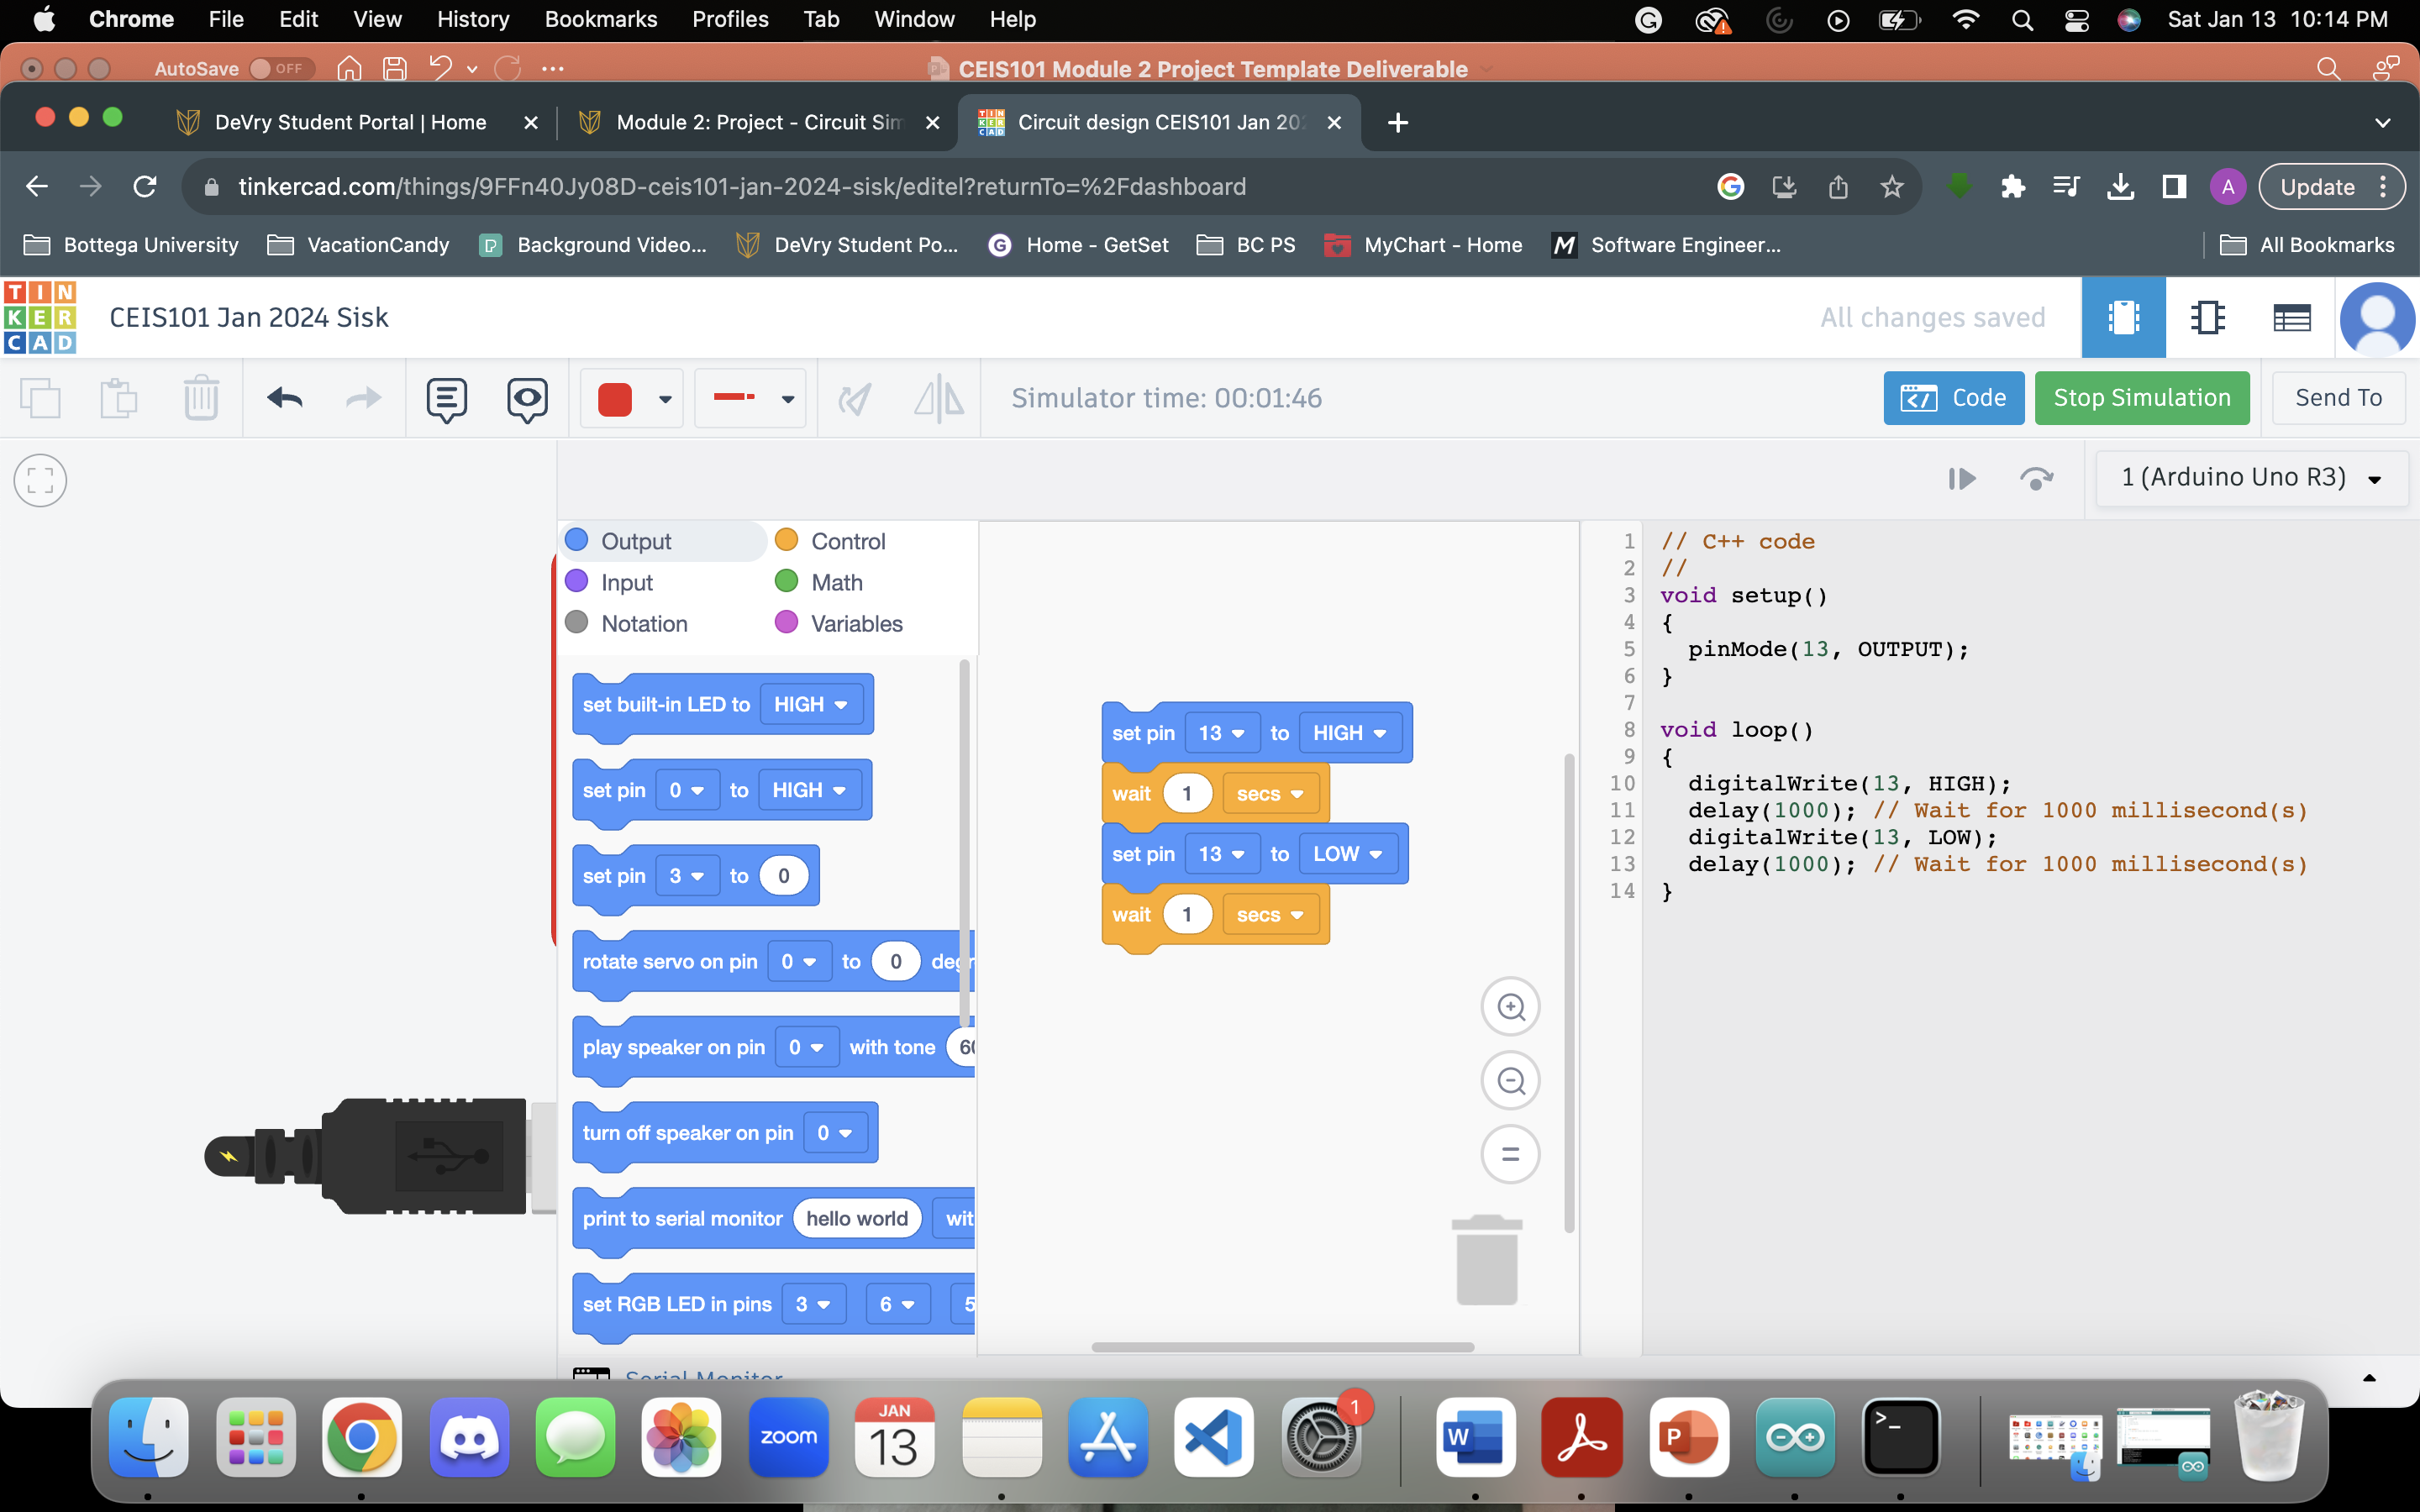 Chrome File Edit View History Bookmarks Profiles Tab Window Help Sat Jan 13 10:14 PM
AutoSave OFF CEIS101 Module 2 Project Template Deliverable
DeVry Student Portal | Home Module 2: Project - Circuit Sim Circuit design CEIS101 Jan 202
tinkercad.com/things/9FFn40Jy08D-ceis101-jan-2024-sisk/editel?returnTo=%2Fdashboard A Update
Bottega University VacationCandy Background Video... DeVry Student Po... Home - GetSet BC PS MyChart - Home Software Engineer... All Bookmarks
TIN
KER
CAD
CEIS101 Jan 2024 Sisk All changes saved
Simulator time: 00:01:46 Code Stop Simulation Send To
1 (Arduino Uno R3)
Output Control
Input Math
Notation Variables
set built-in LED to HIGH
set pin 0 to HIGH
set pin 3 to 0
rotate servo on pin 0 to 0 degr
play speaker on pin 0 with tone 60
turn off speaker on pin 0
print to serial monitor hello world wit
set RGB LED in pins 3 6 5
Serial Monitor
set pin 13 to HIGH
wait 1 secs
set pin 13 to LOW
wait 1 secs
1 // C++ code
2 //
3 void setup()
4 {
5 pinMode(13, OUTPUT);
6 }
7
8 void loop()
9 {
10 digitalWrite(13, HIGH);
11 delay(1000); // Wait for 1000 millisecond(s)
12 digitalWrite(13, LOW);
13 delay(1000); // Wait for 1000 millisecond(s)
14 }
zoom
JAN
13
1
W
P
>_